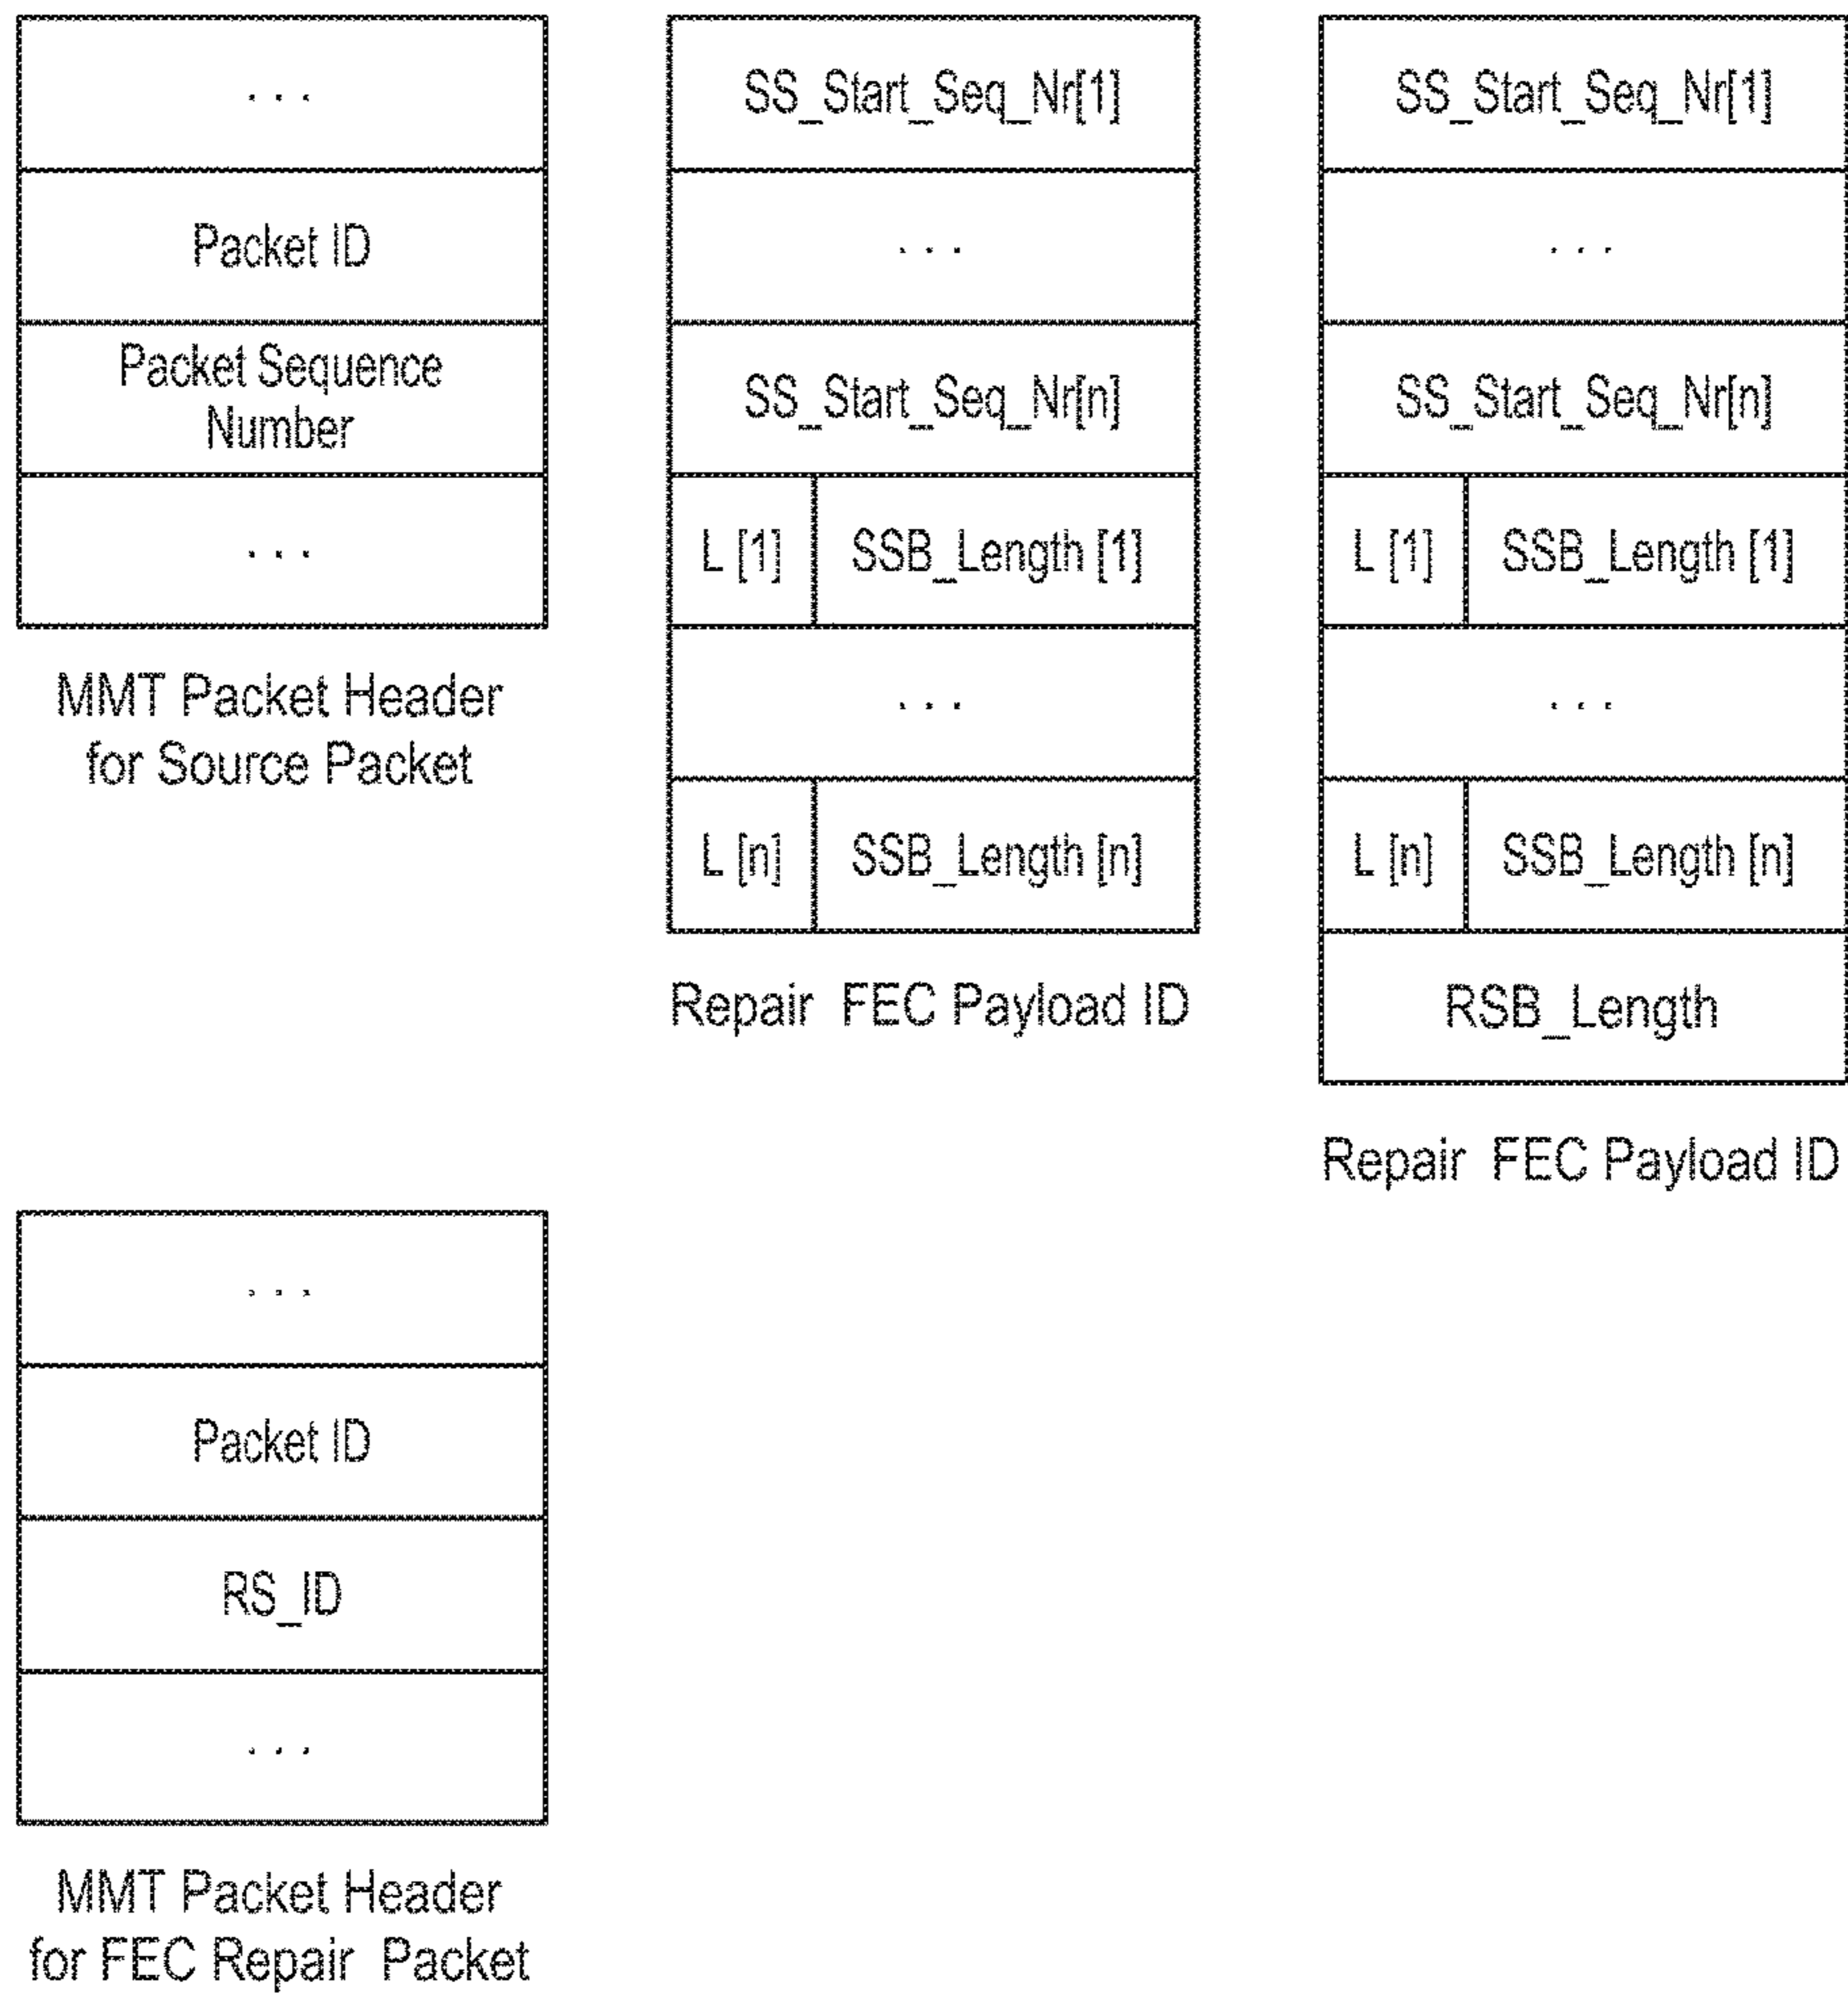 . . .
Packet ID
Packet Sequence
Number
. . .
MMT Packet Header
for Source Packet
SS_Start_Seq_Nr[1]
. . .
SS_Start_Seq_Nr[n]
L [1] SSB_Length [1]
. . .
L [n] SSB_Length [n]
Repair FEC Payload ID
SS_Start_Seq_Nr[1]
. . .
SS_Start_Seq_Nr[n]
L [1] SSB_Length [1]
. . .
L [n] SSB_Length [n]
RSB_Length
Repair FEC Payload ID
. . .
Packet ID
RS_ID
. . .
MMT Packet Header
for FEC Repair Packet